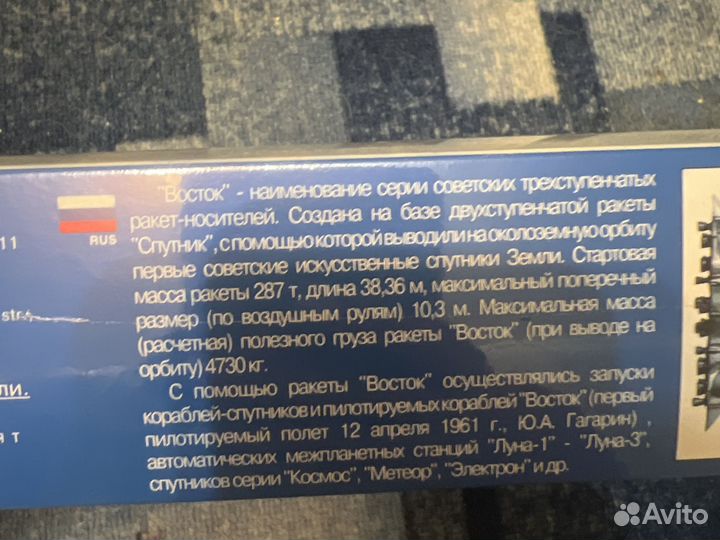 "Восток" - наименование серии советских трехступенчатых
ракет-носителей. Создана на базе двухступенчатой ракеты
"Спутник", с помощью которой выводили на околоземную орбиту
первые советские искусственные спутники Земли. Стартовая
масса ракеты 287 т, длина 38,36 м, максимальный поперечный
размер (по воздушным рулям) 10,3 м. Максимальная масса
(расчетная) полезного груза ракеты "Восток" (при выводе на
орбиту) 4730 кг.
С помощью ракеты "Восток" осуществлялись запуски
кораблей-спутников и пилотируемых кораблей "Восток" (первый
пилотируемый полет 12 апреля 1961 г., Ю.А. Гагарин) ,
автоматических межпланетных станций "Луна-1" - "Луна-3",
спутников серии "Космос", "Метеор", "Электрон" и др.
RUS
11
str.
ли.
я т
Avito